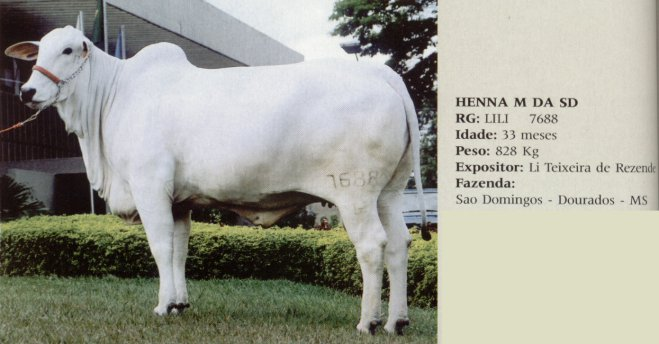 7688
HENNA M DA SD
RG: LILI 7688
Idade: 33 meses
Peso: 828 Kg
Expositor: Li Teixeira de Rezende
Fazenda:
Sao Domingos - Dourados - MS